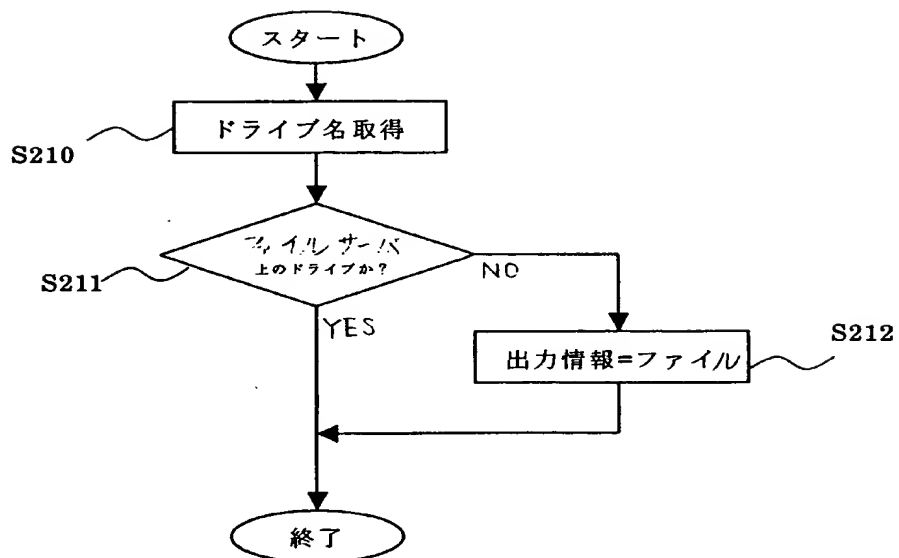 スタート
ドライブ名取得
S210
ファイルサーバ
上のドライブか?
S211
NO
YES
出力情報=ファイル
S212
終了